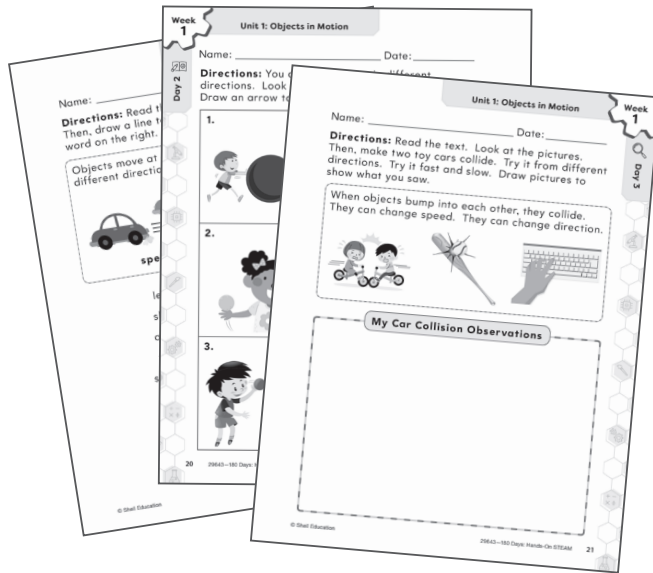 Name:
Directions: Read
Then, draw a line to
word on the right.
Objects move at
different
© Shell Education
Week
1
Unit 1: Objects in Motion
Day 2
Name: Date:
Directions: You
directions. Look
Draw an arrow
1.
2.
3.
20
29643—180 Days:
Unit 1: Objects in Motion
Week
1
Day 3
Name: Date:
Directions: Read the text. Look at the pictures.
Then, make two toy cars collide. Try it from different
directions. Try it fast and slow. Draw pictures to
show what you saw.
When objects bump into each other, they collide.
They can change speed. They can change direction.
My Car Collision Observations
© Shell Education
29643—180 Days: Hands-On STEAM
21